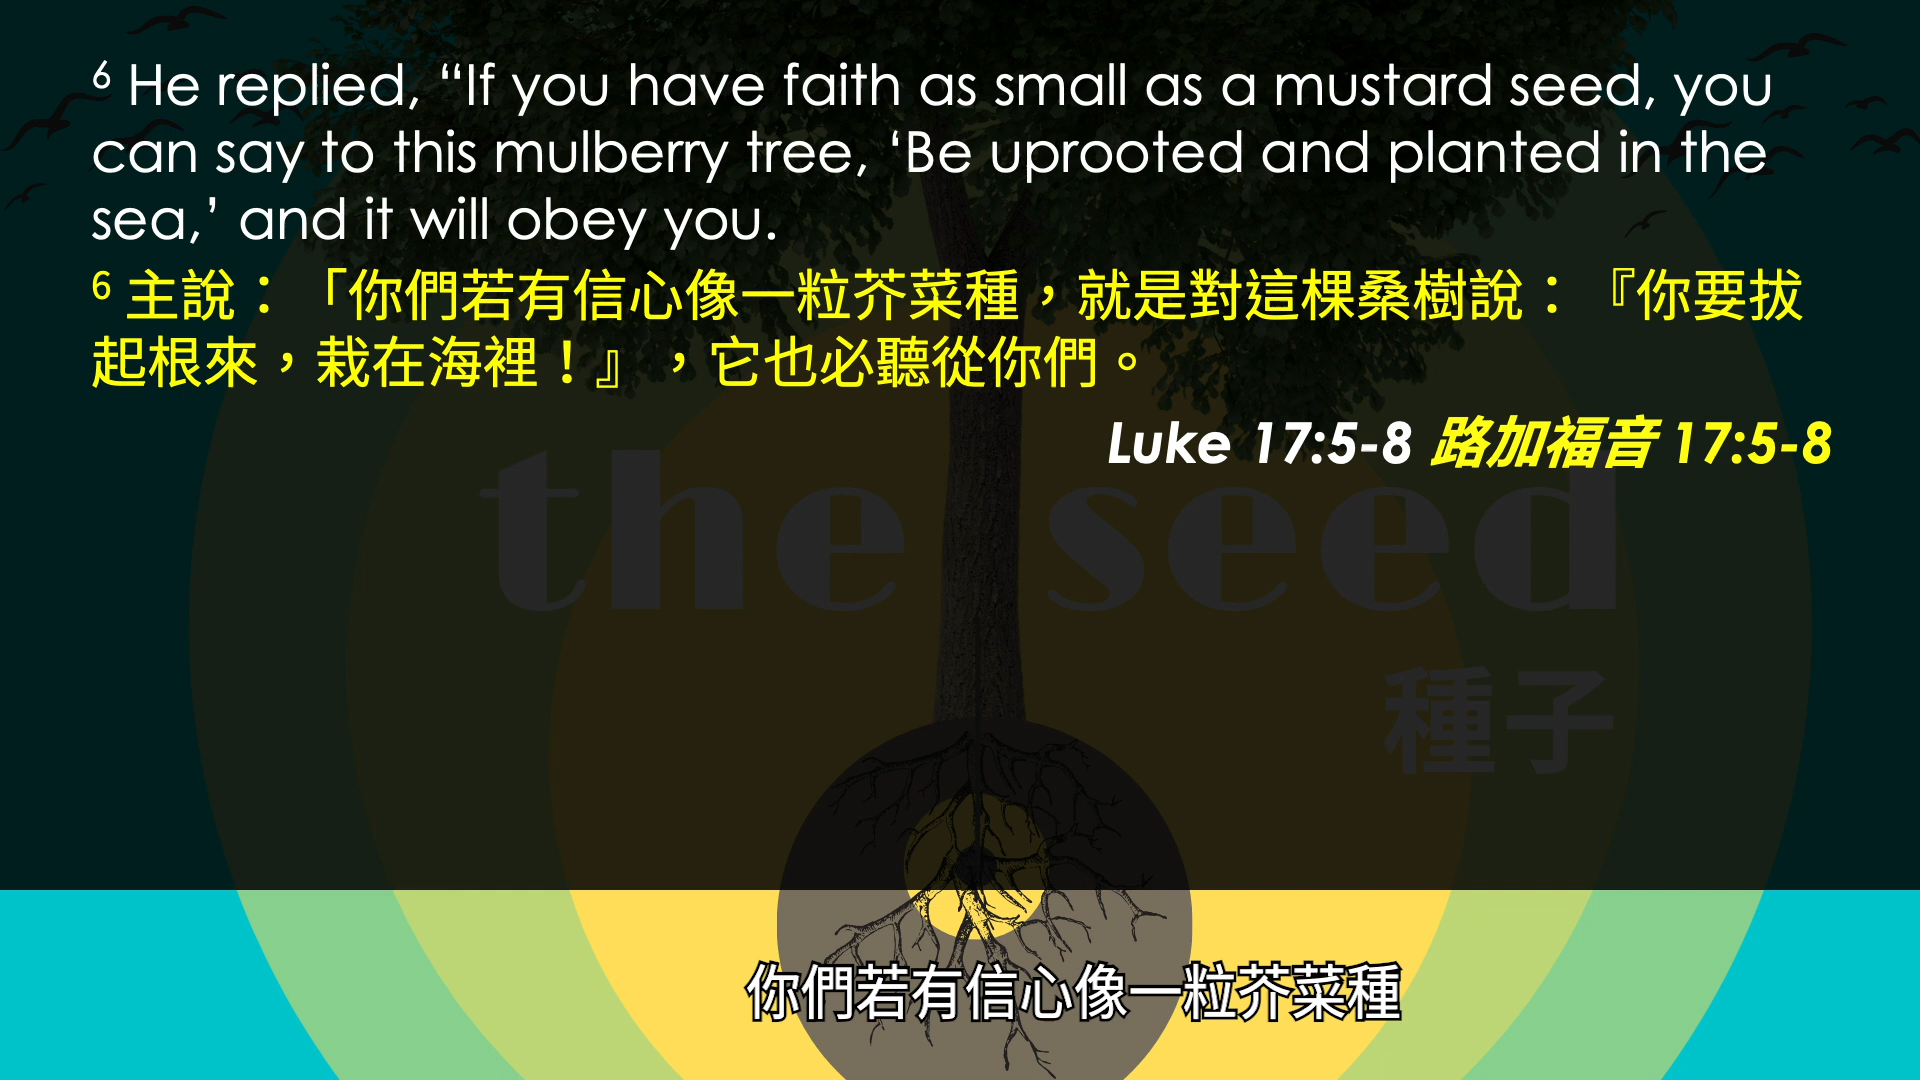 6 He replied, “If you have faith as small as a mustard seed, you
can say to this mulberry tree, ‘Be uprooted and planted in the
sea,’ and it will obey you.
6 主說：「你們若有信心像一粒芥菜種，就是對這棵桑樹說：『你要拔
起根來，栽在海裡！』，它也必聽從你們。
Luke 17:5-8 路加福音 17:5-8
the seed
種子
你們若有信心像一粒芥菜種